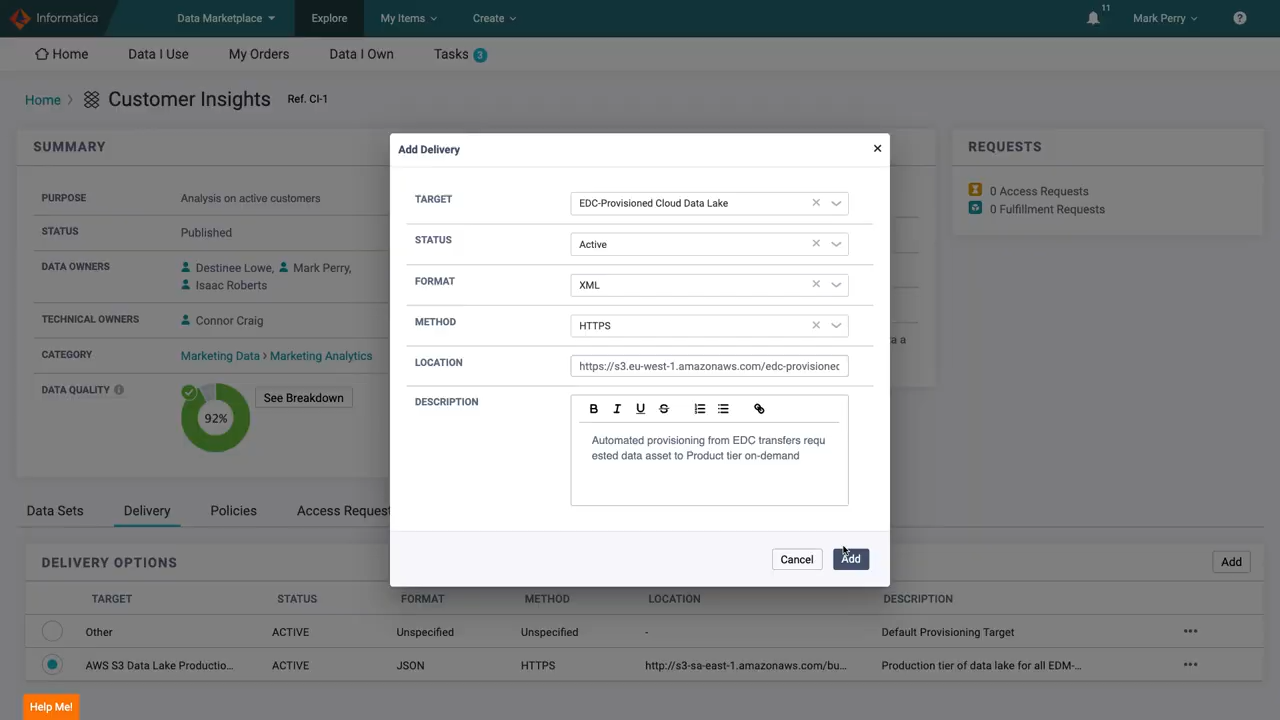 Informatica
Data Marketplace
Explore
My Items
Create
11
Mark Perry
?
Home
Data I Use
My Orders
Data I Own
Tasks 3
Home
Customer Insights
Ref. CI-1
SUMMARY
PURPOSE
Analysis on active customers
STATUS
Published
DATA OWNERS
Destinee Lowe, Mark Perry,
Isaac Roberts
TECHNICAL OWNERS
Connor Craig
CATEGORY
Marketing Data > Marketing Analytics
DATA QUALITY
92%
See Breakdown
REQUESTS
0 Access Requests
0 Fulfillment Requests
a a
Add Delivery
TARGET
EDC-Provisioned Cloud Data Lake
STATUS
Active
FORMAT
XML
METHOD
HTTPS
LOCATION
https://s3.eu-west-1.amazonaws.com/edc-provisioned
DESCRIPTION
B I U S
Automated provisioning from EDC transfers requ
ested data asset to Product tier on-demand
Cancel
Add
Data Sets
Delivery
Policies
Access Request
DELIVERY OPTIONS
Add
TARGET STATUS FORMAT METHOD LOCATION DESCRIPTION
Other ACTIVE Unspecified Unspecified - Default Provisioning Target
AWS S3 Data Lake Productio... ACTIVE JSON HTTPS http://s3-sa-east-1.amazonaws.com/bu... Production tier of data lake for all EDM-...
Help Me!